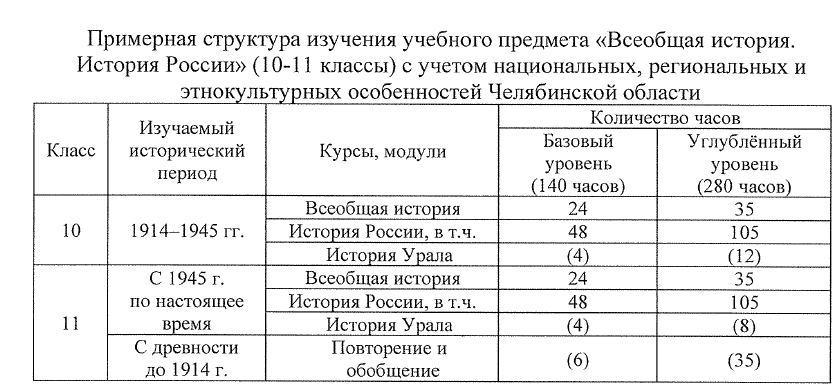 Примерная структура изучения учебного предмета «Всеобщая история.
История России» (10-11 классы) с учетом национальных, региональных и
этнокультурных особенностей Челябинской области
Класс
Изучаемый
исторический
период
Курсы, модули
Количество часов
Базовый
уровень
(140 часов)
Углублённый
уровень
(280 часов)
10
1914–1945 гг.
Всеобщая история
24
35
История России, в т.ч.
48
105
История Урала
(4)
(12)
11
С 1945 г.
по настоящее
время
Всеобщая история
24
35
История России, в т.ч.
48
105
История Урала
(4)
(8)
С древности
до 1914 г.
Повторение и
обобщение
(6)
(35)